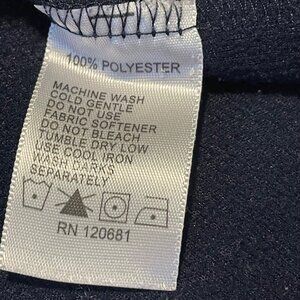 100% POLYESTER
MACHINE WASH
COLD GENTLE
DO NOT USE
FABRIC SOFTENER
DO NOT BLEACH
TUMBLE DRY LOW
USE COOL IRON
WASH DARKS
SEPARATELY
RN 120681